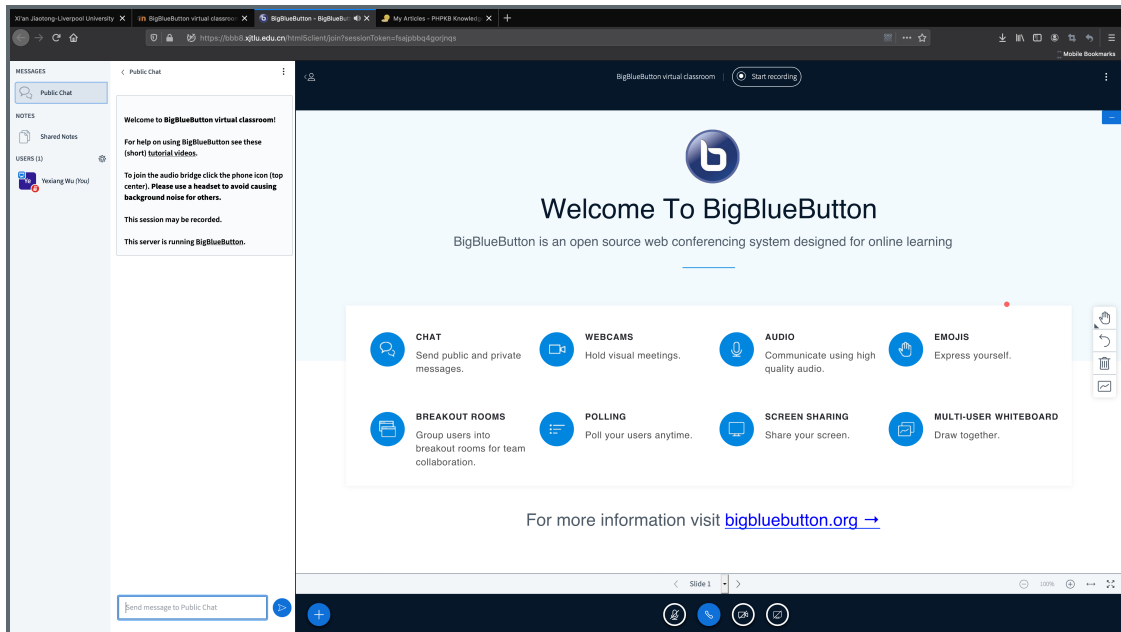 Xi'an Jiaotong-Liverpool University
BigBlueButton virtual classroo
BigBlueButton - BigBlueBut
My Articles - PHPKB Knowledg
https://bbb8.xjtlu.edu.cn/html5client/join?sessionToken=fsajpbbq4gorjnqs
Mobile Bookmarks
MESSAGES
Public Chat
NOTES
Shared Notes
USERS (1)
Ye
Yexiang Wu (You)
Public Chat
Welcome to BigBlueButton virtual classroom!
For help on using BigBlueButton see these
(short) tutorial videos.
To join the audio bridge click the phone icon (top
center). Please use a headset to avoid causing
background noise for others.
This session may be recorded.
This server is running BigBlueButton.
Send message to Public Chat
BigBlueButton virtual classroom
Start recording
Welcome To BigBlueButton
BigBlueButton is an open source web conferencing system designed for online learning
CHAT
Send public and private
messages.
WEBCAMS
Hold visual meetings.
AUDIO
Communicate using high
quality audio.
EMOJIS
Express yourself.
BREAKOUT ROOMS
Group users into
breakout rooms for team
collaboration.
POLLING
Poll your users anytime.
SCREEN SHARING
Share your screen.
MULTI-USER WHITEBOARD
Draw together.
For more information visit bigbluebutton.org →
Slide 1
100%